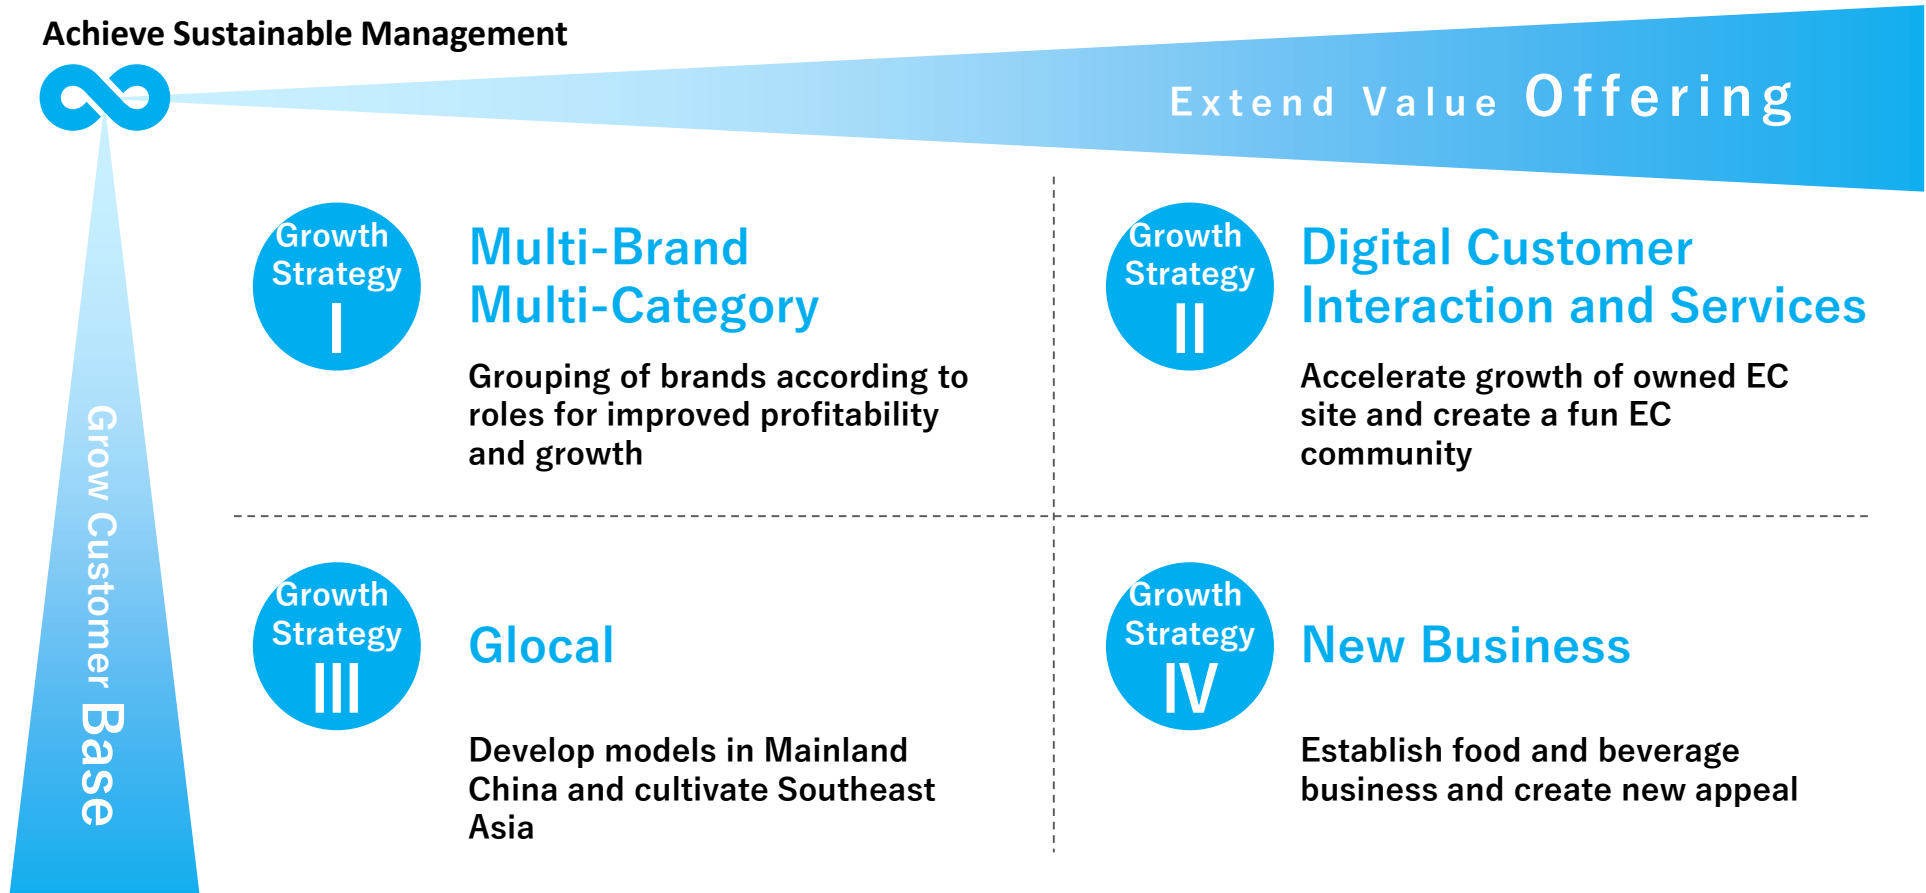 Achieve Sustainable Management
Extend Value Offering
Grow Customer Base
Growth
Strategy
I
Multi-Brand
Multi-Category
Grouping of brands according to
roles for improved profitability
and growth
Growth
Strategy
II
Digital Customer
Interaction and Services
Accelerate growth of owned EC
site and create a fun EC
community
Growth
Strategy
III
Glocal
Develop models in Mainland
China and cultivate Southeast
Asia
Growth
Strategy
IV
New Business
Establish food and beverage
business and create new appeal